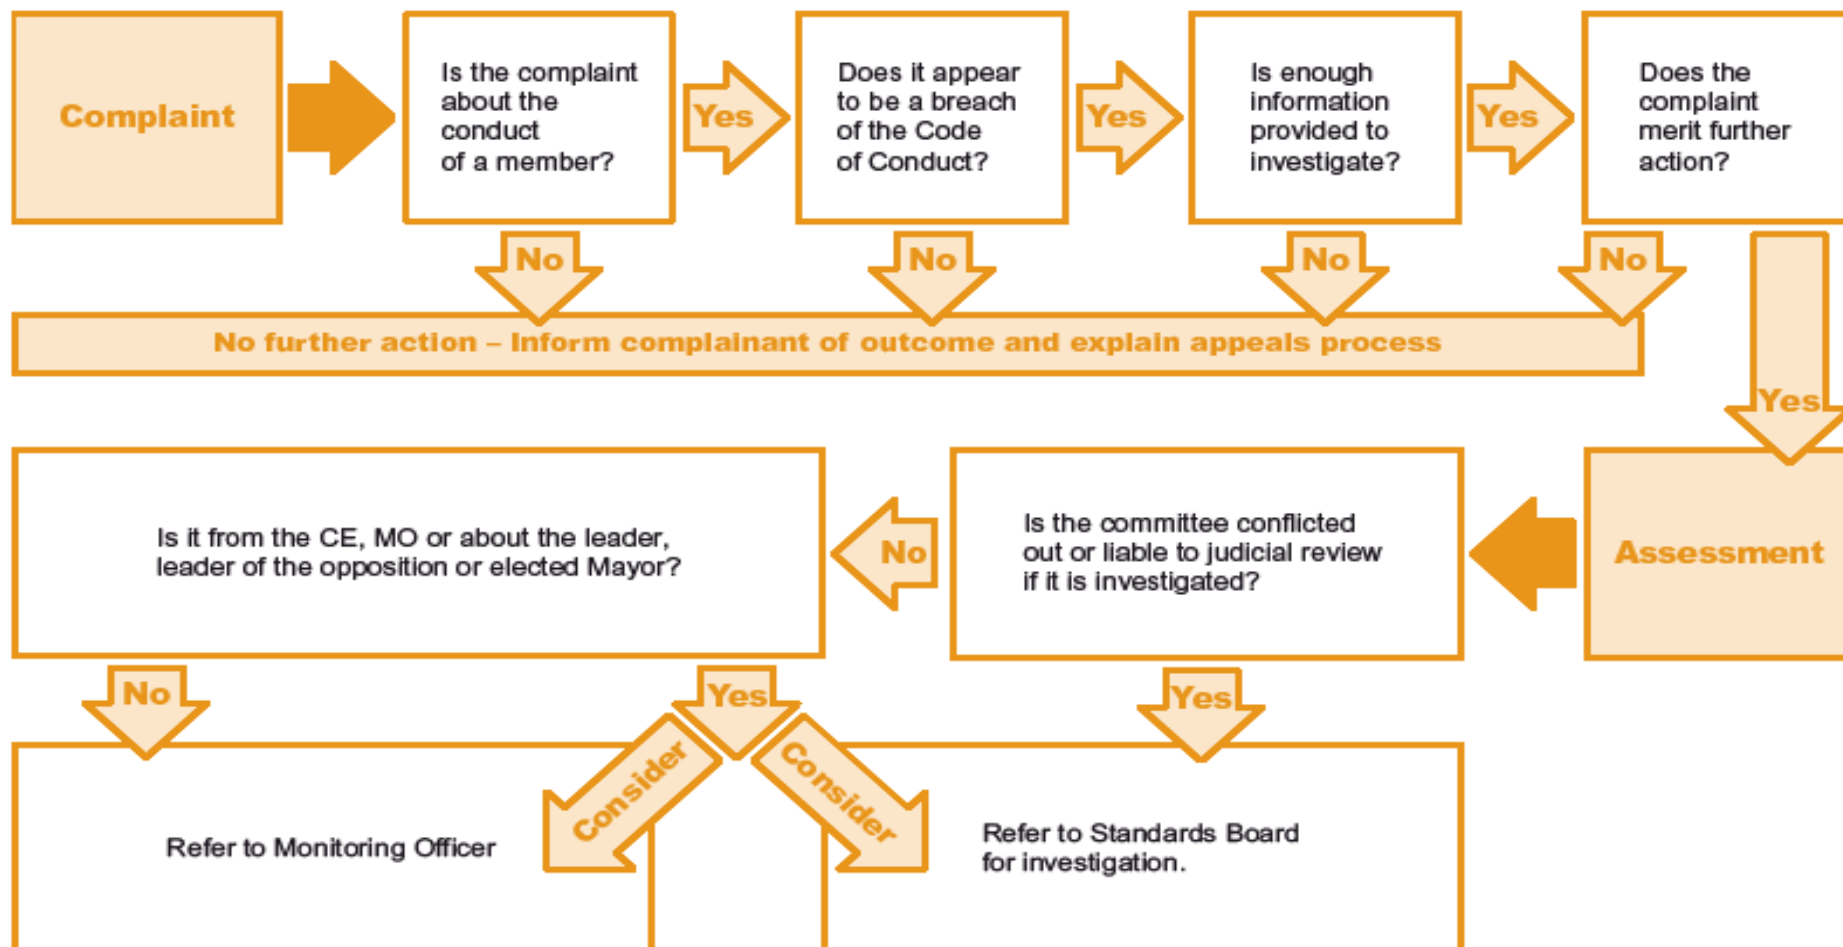 Complaint
Is the complaint
about the
conduct
of a member?
Yes
Does it appear
to be a breach
of the Code
of Conduct?
Yes
Is enough
information
provided to
investigate?
Yes
Does the
complaint
merit further
action?
No
No
No
No
No further action – Inform complainant of outcome and explain appeals process
Yes
Assessment
Is the committee conflicted
out or liable to judicial review
if it is investigated?
No
Is it from the CE, MO or about the leader,
leader of the opposition or elected Mayor?
No
Yes
Yes
Consider
Consider
Refer to Monitoring Officer
Refer to Standards Board
for investigation.